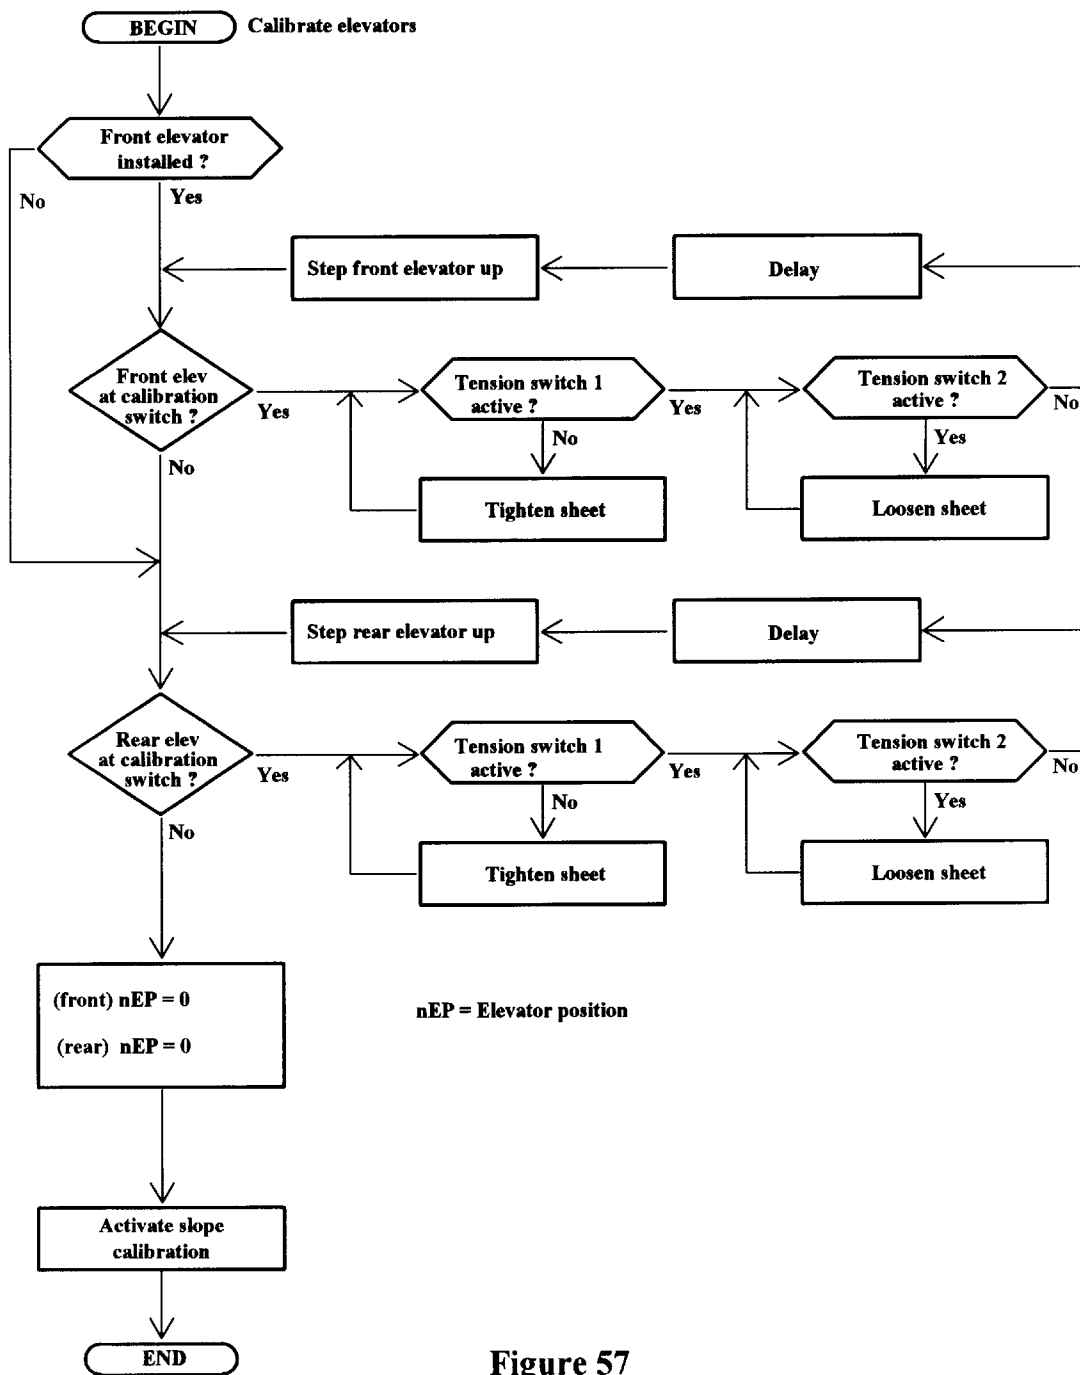 BEGIN
Calibrate elevators
Front elevator
installed ?
No
Yes
Step front elevator up
Delay
Front elev
at calibration
switch ?
Yes
Tension switch 1
active ?
Yes
Tension switch 2
active ?
No
No
No
Yes
Tighten sheet
Loosen sheet
Step rear elevator up
Delay
Rear elev
at calibration
switch ?
Yes
Tension switch 1
active ?
Yes
Tension switch 2
active ?
No
No
No
Yes
Tighten sheet
Loosen sheet
(front) nEP = 0
(rear) nEP = 0
nEP = Elevator position
Activate slope
calibration
END
Figure 57